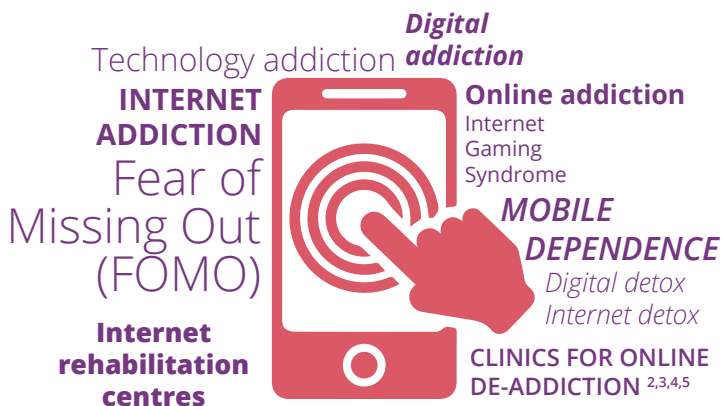 Digital
addiction
Technology addiction
INTERNET
ADDICTION
Fear of
Missing Out
(FOMO)
Internet
rehabilitation
centres
Online addiction
Internet
Gaming
Syndrome
MOBILE
DEPENDENCE
Digital detox
Internet detox
CLINICS FOR ONLINE
DE-ADDICTION 2,3,4,5